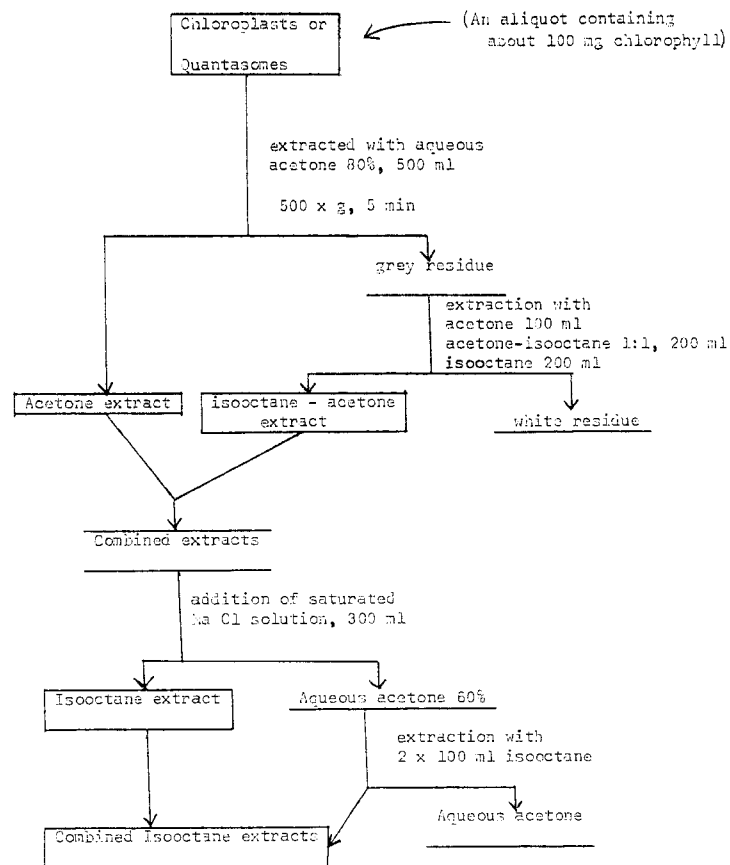 Chloroplasts or
Quantasomes
(An aliquot containing
about 100 mg chlorophyll)
extracted with aqueous
acetone 80%, 500 ml
500 x g, 5 min
grey residue
extraction with
acetone 100 ml
acetone-isooctane 1:1, 200 ml
isooctane 200 ml
Acetone extract
isooctane - acetone
extract
white residue
Combined extracts
addition of saturated
Na Cl solution, 300 ml
Isooctane extract
Aqueous acetone 60%
extraction with
2 x 100 ml isooctane
Aqueous acetone
Combined Isooctane extracts